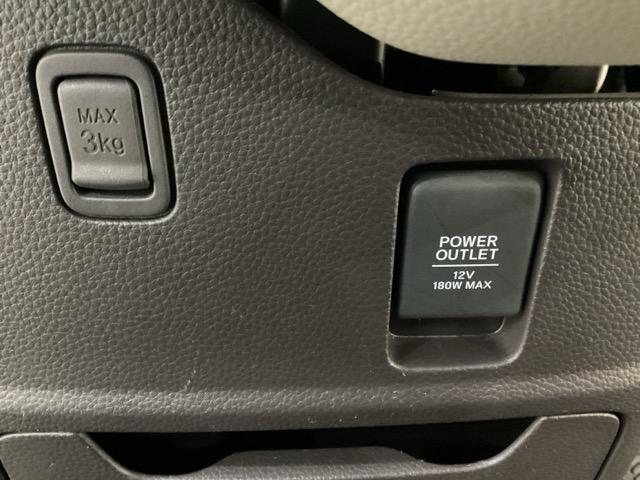 MAX
3kg
POWER
OUTLET
12V
180W MAX